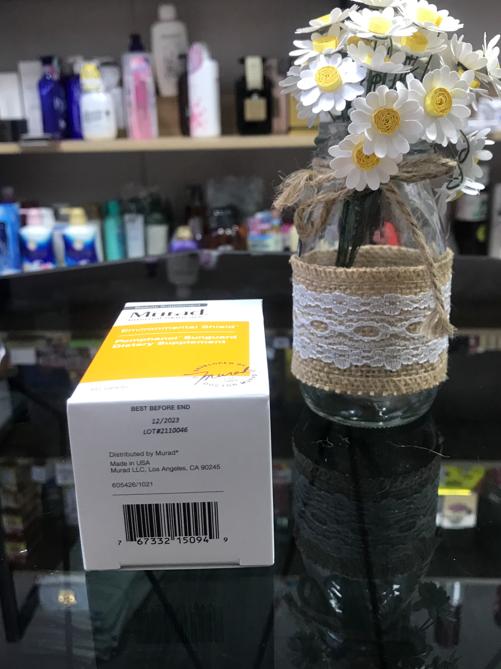 Murad
Environmental Shield
Pomphenol Sunguard
Dietary Supplement
Murad
BEST BEFORE END
12/2023
LOT#2110046
Distributed by Murad®
Made in USA
Murad LLC, Los Angeles, CA 90245
605426/1021
7 67332 15094 9